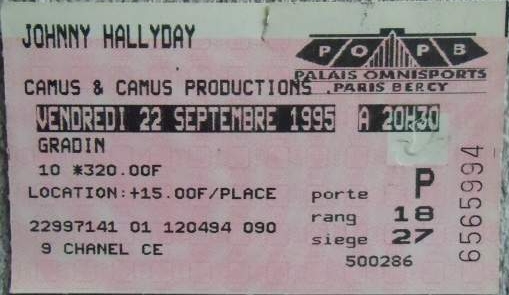 JOHNNY HALLYDAY
P O P B
PALAIS OMNISPORTS
PARIS BERCY
CAMUS & CAMUS PRODUCTIONS
VENDREDI 22 SEPTEMBRE 1995 A 20H30
GRADIN
10 *320.00F
LOCATION:+15.00F/PLACE
porte P
rang 18
siege 27
22997141 01 120494 090
9 CHANEL CE
500286
6565994